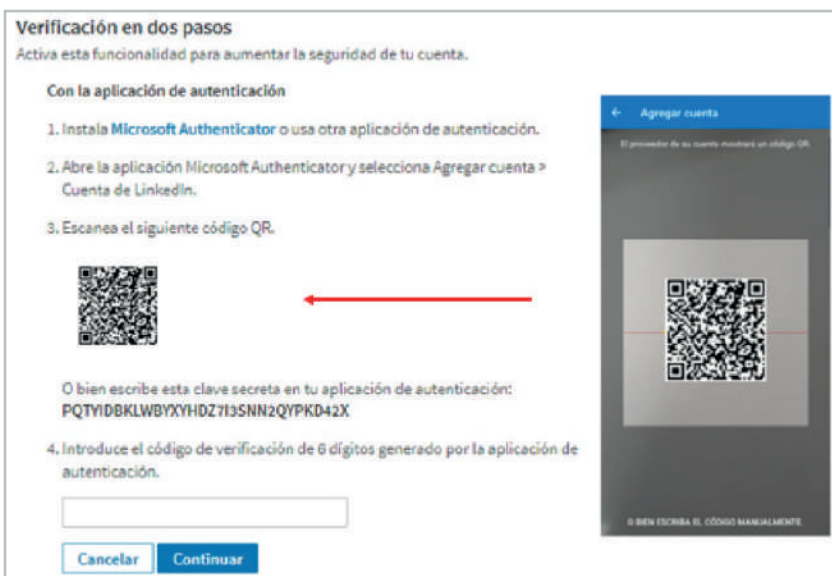 Verificación en dos pasos
Activa esta funcionalidad para aumentar la seguridad de tu cuenta.
Con la aplicación de autenticación
1. Instala Microsoft Authenticator o usa otra aplicación de autenticación.
2. Abre la aplicación Microsoft Authenticator y selecciona Agregar cuenta >
Cuenta de LinkedIn.
3. Escanea el siguiente código QR.
O bien escribe esta clave secreta en tu aplicación de autenticación:
PQTYIDBKLWBYXYHDZ7I3SNN2QYPKD42X
4. Introduce el código de verificación de 6 dígitos generado por la aplicación de
autenticación.
Cancelar Continuar
← Agregar cuenta
El proveedor de su cuenta mostrará un código QR.
O BIEN ESCRIBA EL CÓDIGO MANUALMENTE.